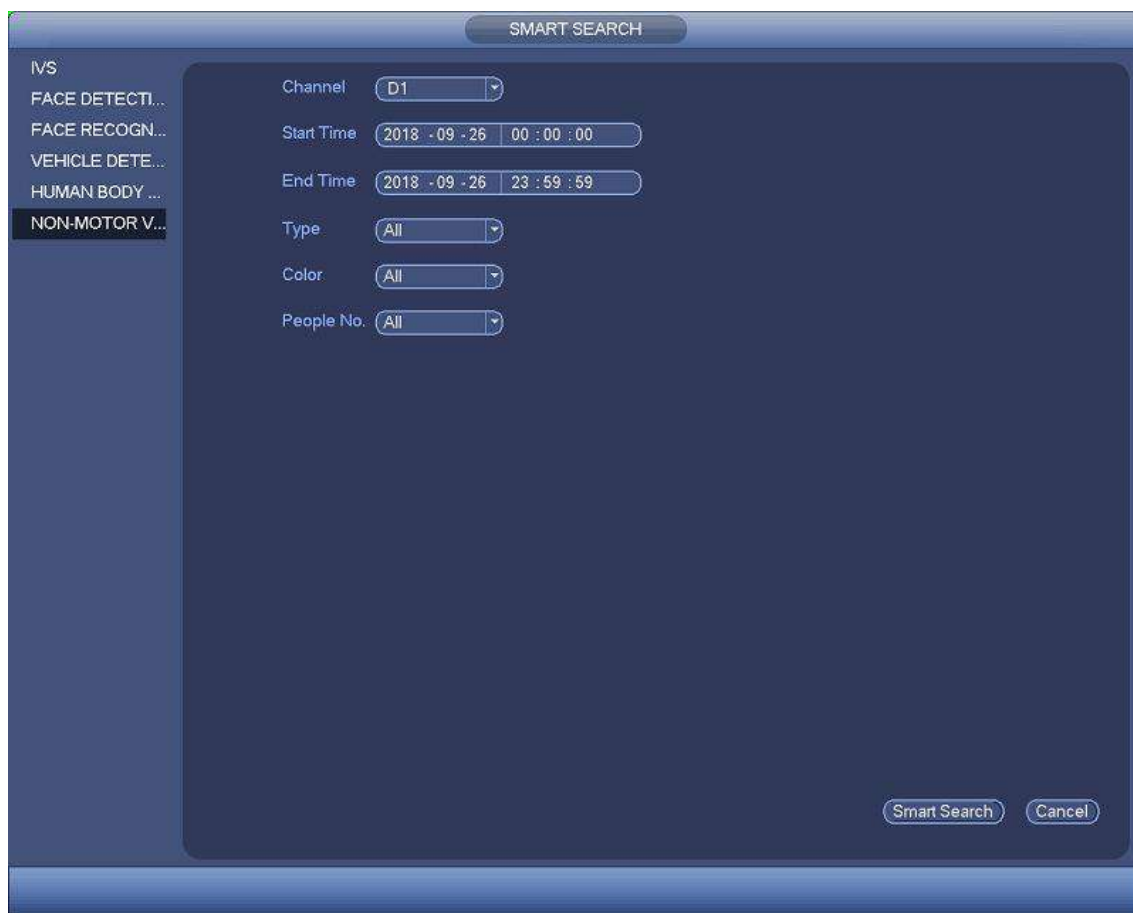 SMART SEARCH
IVS
FACE DETECTI...
FACE RECOGN...
VEHICLE DETE...
HUMAN BODY ...
NON-MOTOR V...
Channel D1
Start Time 2018 - 09 - 26 00 : 00 : 00
End Time 2018 - 09 - 26 23 : 59 : 59
Type All
Color All
People No. All
Smart Search Cancel